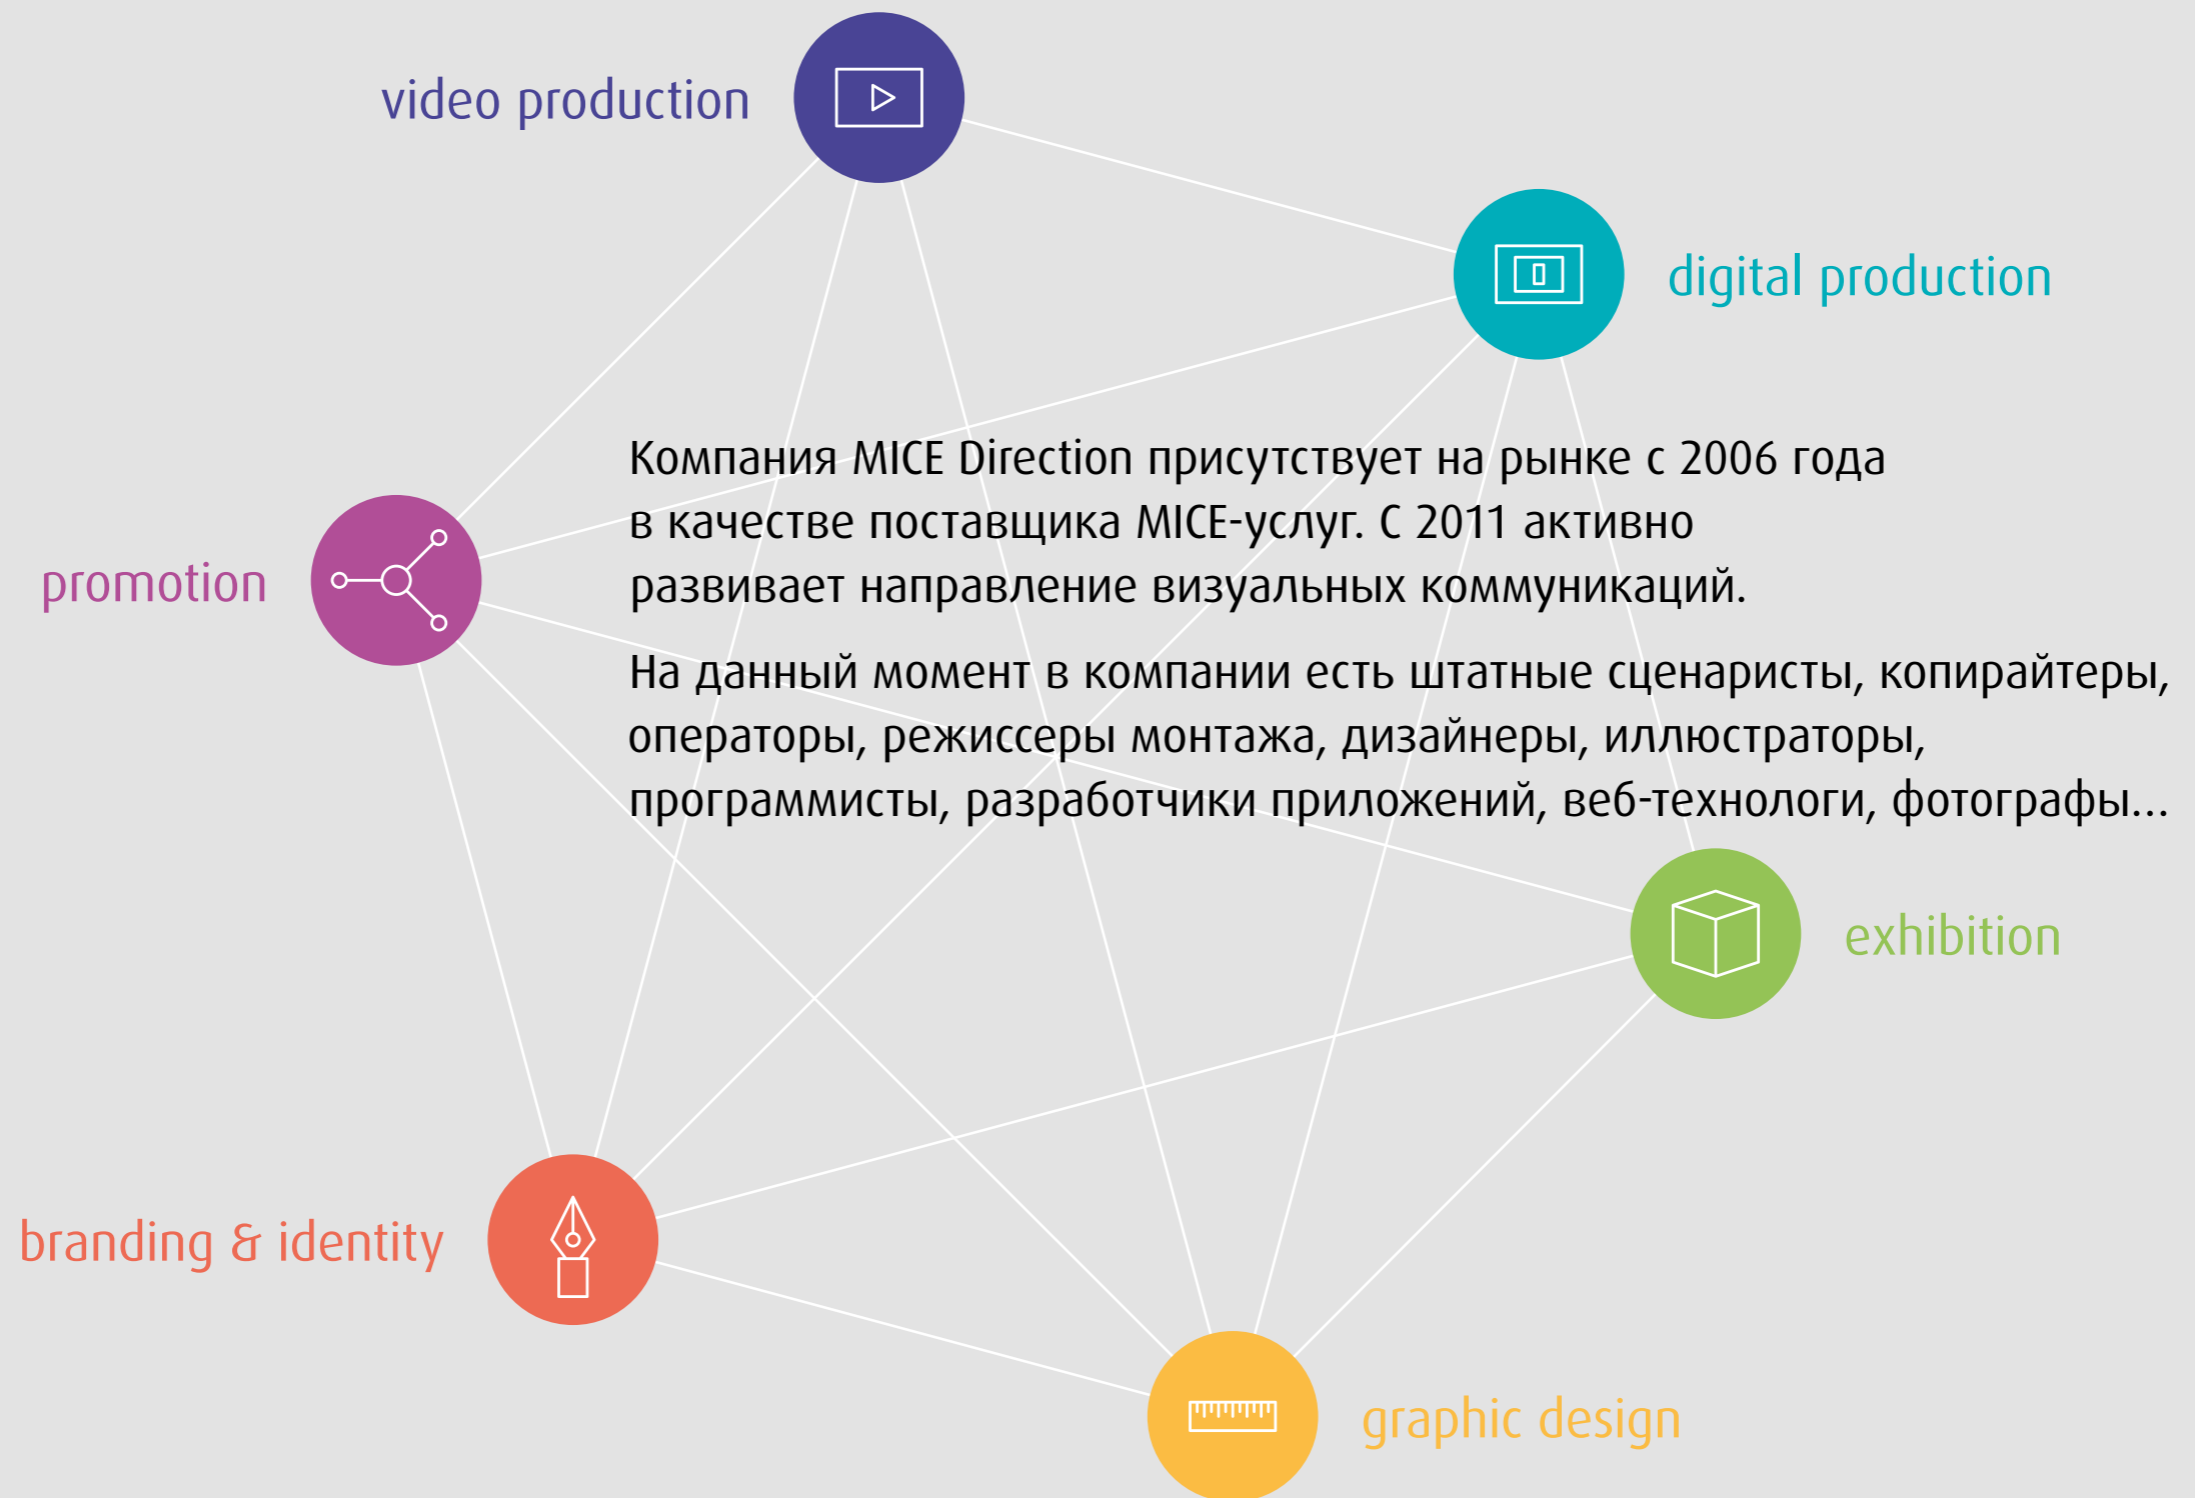 video production
digital production
Компания MICE Direction присутствует на рынке с 2006 года
в качестве поставщика MICE-услуг. С 2011 активно
развивает направление визуальных коммуникаций.
promotion
На данный момент в компании есть штатные сценаристы, копирайтеры,
операторы, режиссеры монтажа, дизайнеры, иллюстраторы,
программисты, разработчики приложений, веб-технологи, фотографы...
exhibition
branding & identity
graphic design